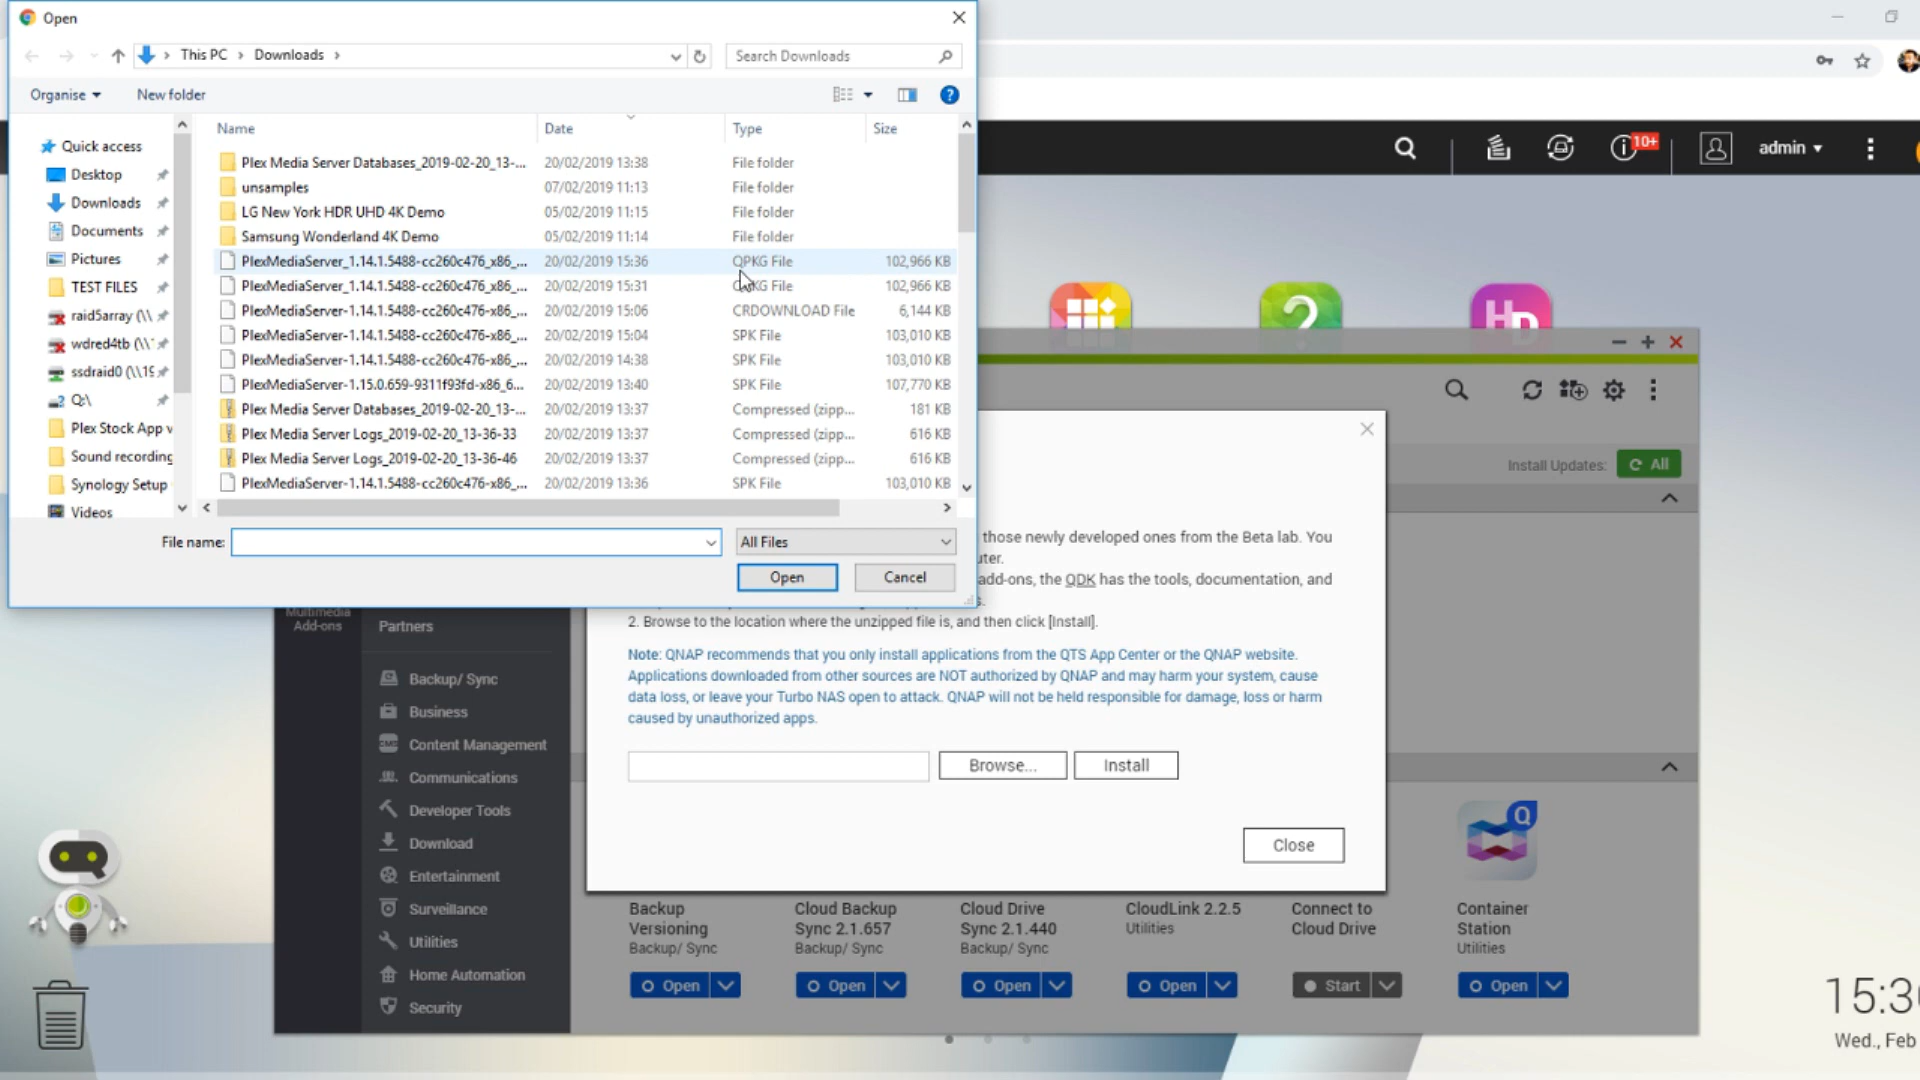 Open
This PC > Downloads >
Search Downloads
Organise
New folder
Name
Date
Type
Size
Quick access
Desktop
Downloads
Documents
Pictures
TEST FILES
raid5array (\\
wdred4tb (\\
ssdraid0 (\\19
Q:\
Plex Stock App v
Sound recording
Synology Setup
Videos
Plex Media Server Databases_2019-02-20_13-... 20/02/2019 13:38 File folder
unsamples 07/02/2019 11:13 File folder
LG New York HDR UHD 4K Demo 05/02/2019 11:15 File folder
Samsung Wonderland 4K Demo 05/02/2019 11:14 File folder
PlexMediaServer_1.14.1.5488-cc260c476_x86_... 20/02/2019 15:36 QPKG File 102,966 KB
PlexMediaServer_1.14.1.5488-cc260c476_x86_... 20/02/2019 15:31 QPKG File 102,966 KB
PlexMediaServer-1.14.1.5488-cc260c476-x86_... 20/02/2019 15:06 CRDOWNLOAD File 6,144 KB
PlexMediaServer-1.14.1.5488-cc260c476-x86_... 20/02/2019 15:04 SPK File 103,010 KB
PlexMediaServer-1.14.1.5488-cc260c476-x86_... 20/02/2019 14:38 SPK File 103,010 KB
PlexMediaServer-1.15.0.659-9311f93fd-x86_6... 20/02/2019 13:40 SPK File 107,770 KB
Plex Media Server Databases_2019-02-20_13-... 20/02/2019 13:37 Compressed (zipp... 181 KB
Plex Media Server Logs_2019-02-20_13-36-33 20/02/2019 13:37 Compressed (zipp... 616 KB
Plex Media Server Logs_2019-02-20_13-36-46 20/02/2019 13:37 Compressed (zipp... 616 KB
PlexMediaServer-1.14.1.5488-cc260c476-x86_... 20/02/2019 13:36 SPK File 103,010 KB
File name:
All Files
Open
Cancel
10+
admin
?
HD
Install Updates:
All
those newly developed ones from the Beta lab. You
uter.
add-ons, the QDK has the tools, documentation, and
s.
2. Browse to the location where the unzipped file is, and then click [Install].
Note: QNAP recommends that you only install applications from the QTS App Center or the QNAP website.
Applications downloaded from other sources are NOT authorized by QNAP and may harm your system, cause
data loss, or leave your Turbo NAS open to attack. QNAP will not be held responsible for damage, loss or harm
caused by unauthorized apps.
Browse...
Install
Close
Multimedia
Add-ons
Partners
Backup/ Sync
Business
Content Management
Communications
Developer Tools
Download
Entertainment
Surveillance
Utilities
Home Automation
Security
Backup
Versioning
Backup/ Sync
Open
Cloud Backup
Sync 2.1.657
Backup/ Sync
Open
Cloud Drive
Sync 2.1.440
Backup/ Sync
Open
CloudLink 2.2.5
Utilities
Open
Connect to
Cloud Drive
Start
Q
Container
Station
Utilities
Open
15:3
Wed., Feb